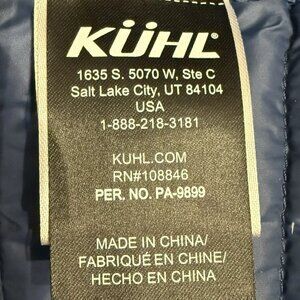 KÜHL
1635 S. 5070 W, Ste C
Salt Lake City, UT 84104
USA
1-888-218-3181
KUHL.COM
RN#108846
PER. NO. PA-9899
MADE IN CHINA/
FABRIQUÉ EN CHINE/
HECHO EN CHINA